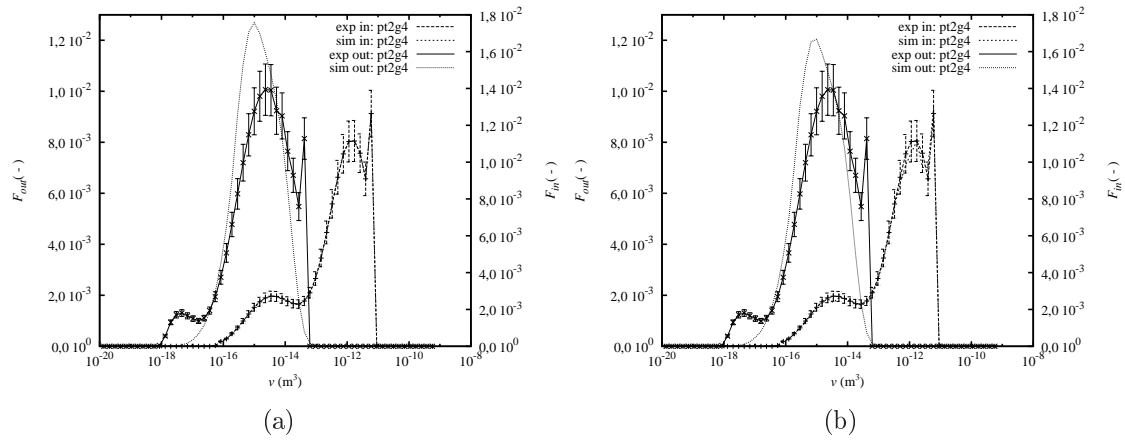 1,2 10⁻²
1,0 10⁻²
8,0 10⁻³
6,0 10⁻³
4,0 10⁻³
2,0 10⁻³
0,0 10⁰
F_out( - )
1,8 10⁻²
1,6 10⁻²
1,4 10⁻²
1,2 10⁻²
1,0 10⁻²
8,0 10⁻³
6,0 10⁻³
4,0 10⁻³
2,0 10⁻³
0,0 10⁰
F_in( - )
exp in: pt2g4
sim in: pt2g4
exp out: pt2g4
sim out: pt2g4
10⁻²⁰ 10⁻¹⁸ 10⁻¹⁶ 10⁻¹⁴ 10⁻¹² 10⁻¹⁰ 10⁻⁸
v (m³)
(a)
1,2 10⁻²
1,0 10⁻²
8,0 10⁻³
6,0 10⁻³
4,0 10⁻³
2,0 10⁻³
0,0 10⁰
F_out( - )
1,8 10⁻²
1,6 10⁻²
1,4 10⁻²
1,2 10⁻²
1,0 10⁻²
8,0 10⁻³
6,0 10⁻³
4,0 10⁻³
2,0 10⁻³
0,0 10⁰
F_in( - )
exp in: pt2g4
sim in: pt2g4
exp out: pt2g4
sim out: pt2g4
10⁻²⁰ 10⁻¹⁸ 10⁻¹⁶ 10⁻¹⁴ 10⁻¹² 10⁻¹⁰ 10⁻⁸
v (m³)
(b)